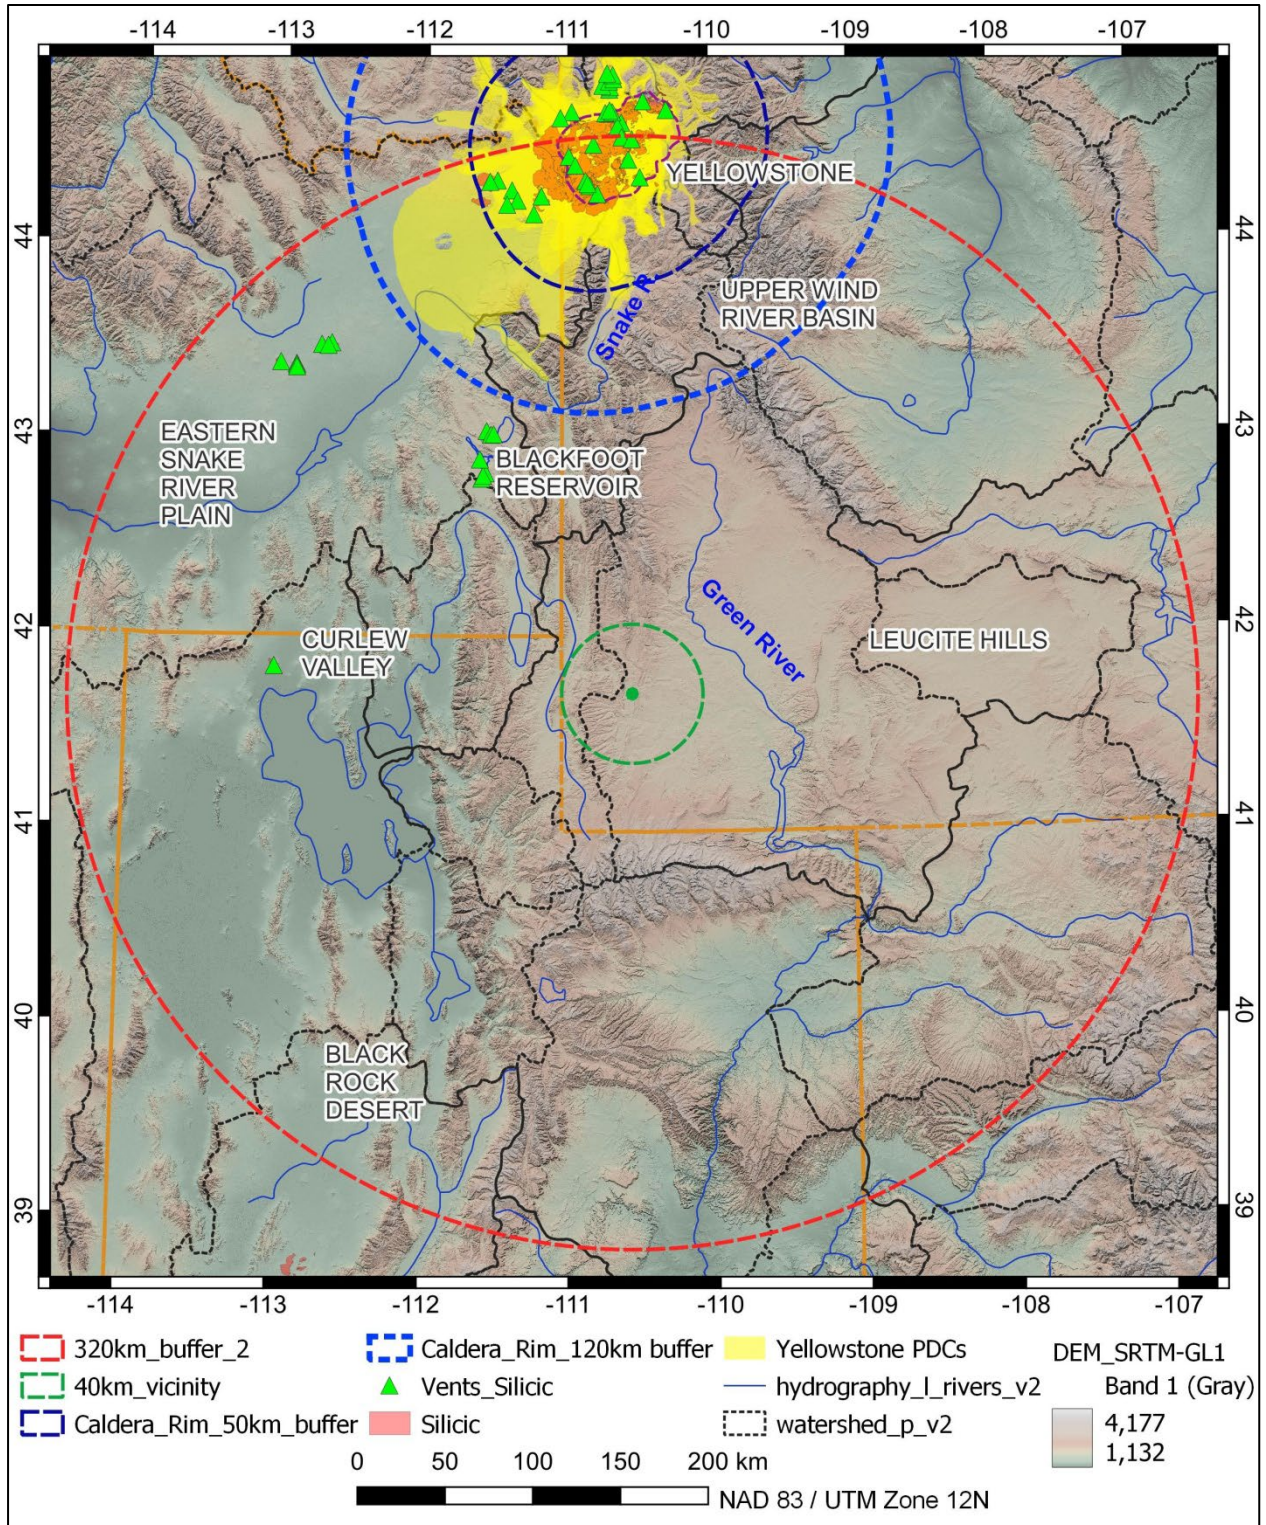 -114 -113 -112 -111 -110 -109 -108 -107
YELLOWSTONE
44 44
UPPER WIND
RIVER BASIN
Snake R.
43 43
EASTERN
SNAKE
RIVER
PLAIN
BLACKFOOT
RESERVOIR
Green River
42 42
CURLEW
VALLEY
LEUCITE HILLS
41 41
40 40
BLACK
ROCK
DESERT
39 39
-114 -113 -112 -111 -110 -109 -108 -107
320km_buffer_2
40km_vicinity
Caldera_Rim_50km_buffer
Caldera_Rim_120km buffer
Vents_Silicic
Silicic
Yellowstone PDCs
hydrography_l_rivers_v2
watershed_p_v2
DEM_SRTM-GL1
Band 1 (Gray)
4,177
1,132
0 50 100 150 200 km
NAD 83 / UTM Zone 12N